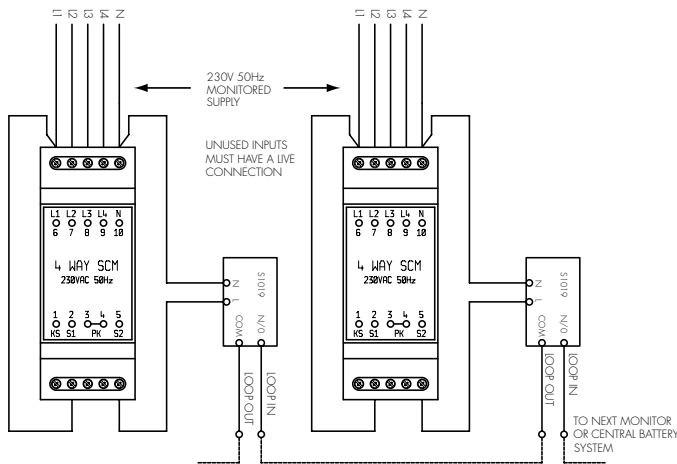 L1 L2 L3 L4 N
L1 L2 L3 L4 N
230V 50Hz
MONITORED
SUPPLY
UNUSED INPUTS
MUST HAVE A LIVE
CONNECTION
L1 L2 L3 L4 N
6 7 8 9 10
4 WAY SCM
230VAC 50Hz
1 2 3 4 5
KS S1 PK S2
N
L
S1019
COM N/0
LOOP OUT
LOOP IN
L1 L2 L3 L4 N
6 7 8 9 10
4 WAY SCM
230VAC 50Hz
1 2 3 4 5
KS S1 PK S2
N
L
S1019
COM N/0
LOOP OUT
LOOP IN
TO NEXT MONITOR
OR CENTRAL BATTERY
SYSTEM